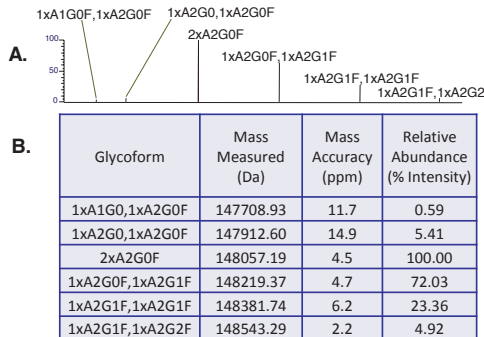 1xA1G0F,1xA2G0F
1xA2G0,1xA2G0F
2xA2G0F
A.
100
50
0
1xA2G0F,1xA2G1F
1xA2G1F,1xA2G1F
1xA2G1F,1xA2G2
B.
Glycoform
Mass Measured (Da)
Mass Accuracy (ppm)
Relative Abundance (% Intensity)
1xA1G0,1xA2G0F 147708.93 11.7 0.59
1xA2G0,1xA2G0F 147912.60 14.9 5.41
2xA2G0F 148057.19 4.5 100.00
1xA2G0F,1xA2G1F 148219.37 4.7 72.03
1xA2G1F,1xA2G1F 148381.74 6.2 23.36
1xA2G1F,1xA2G2F 148543.29 2.2 4.92